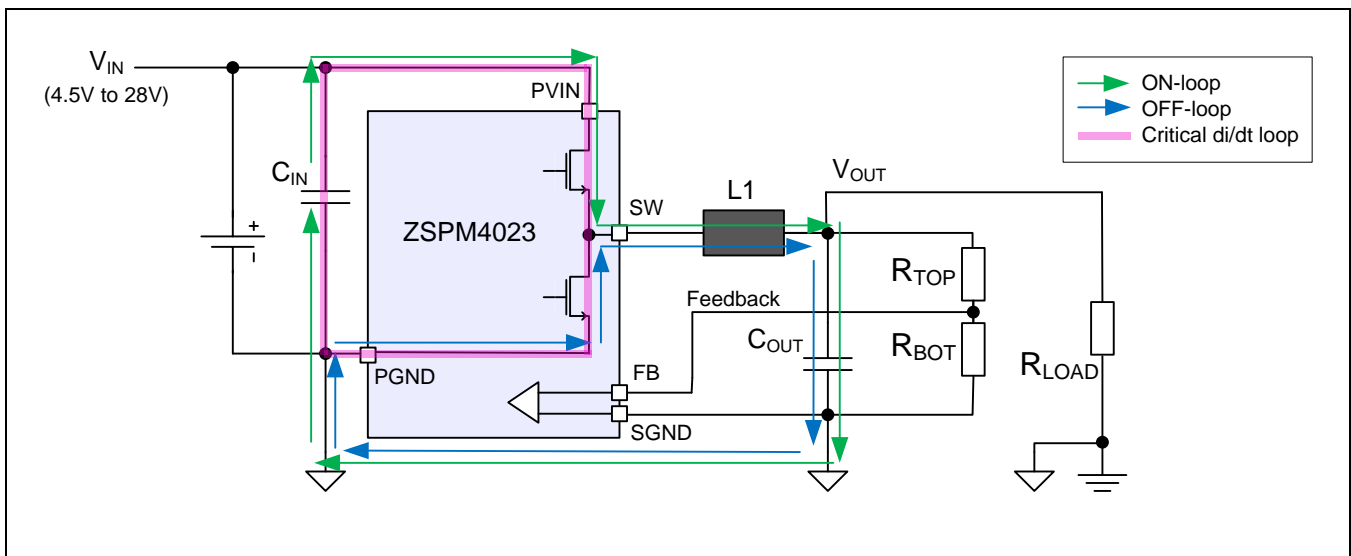 VIN
(4.5V to 28V)
PVIN
ON-loop
OFF-loop
Critical di/dt loop
CIN
+
VOUT
L1
SW
ZSPM4023
RTOP
Feedback
COUT
RBOT
RLOAD
PGND
FB
SGND